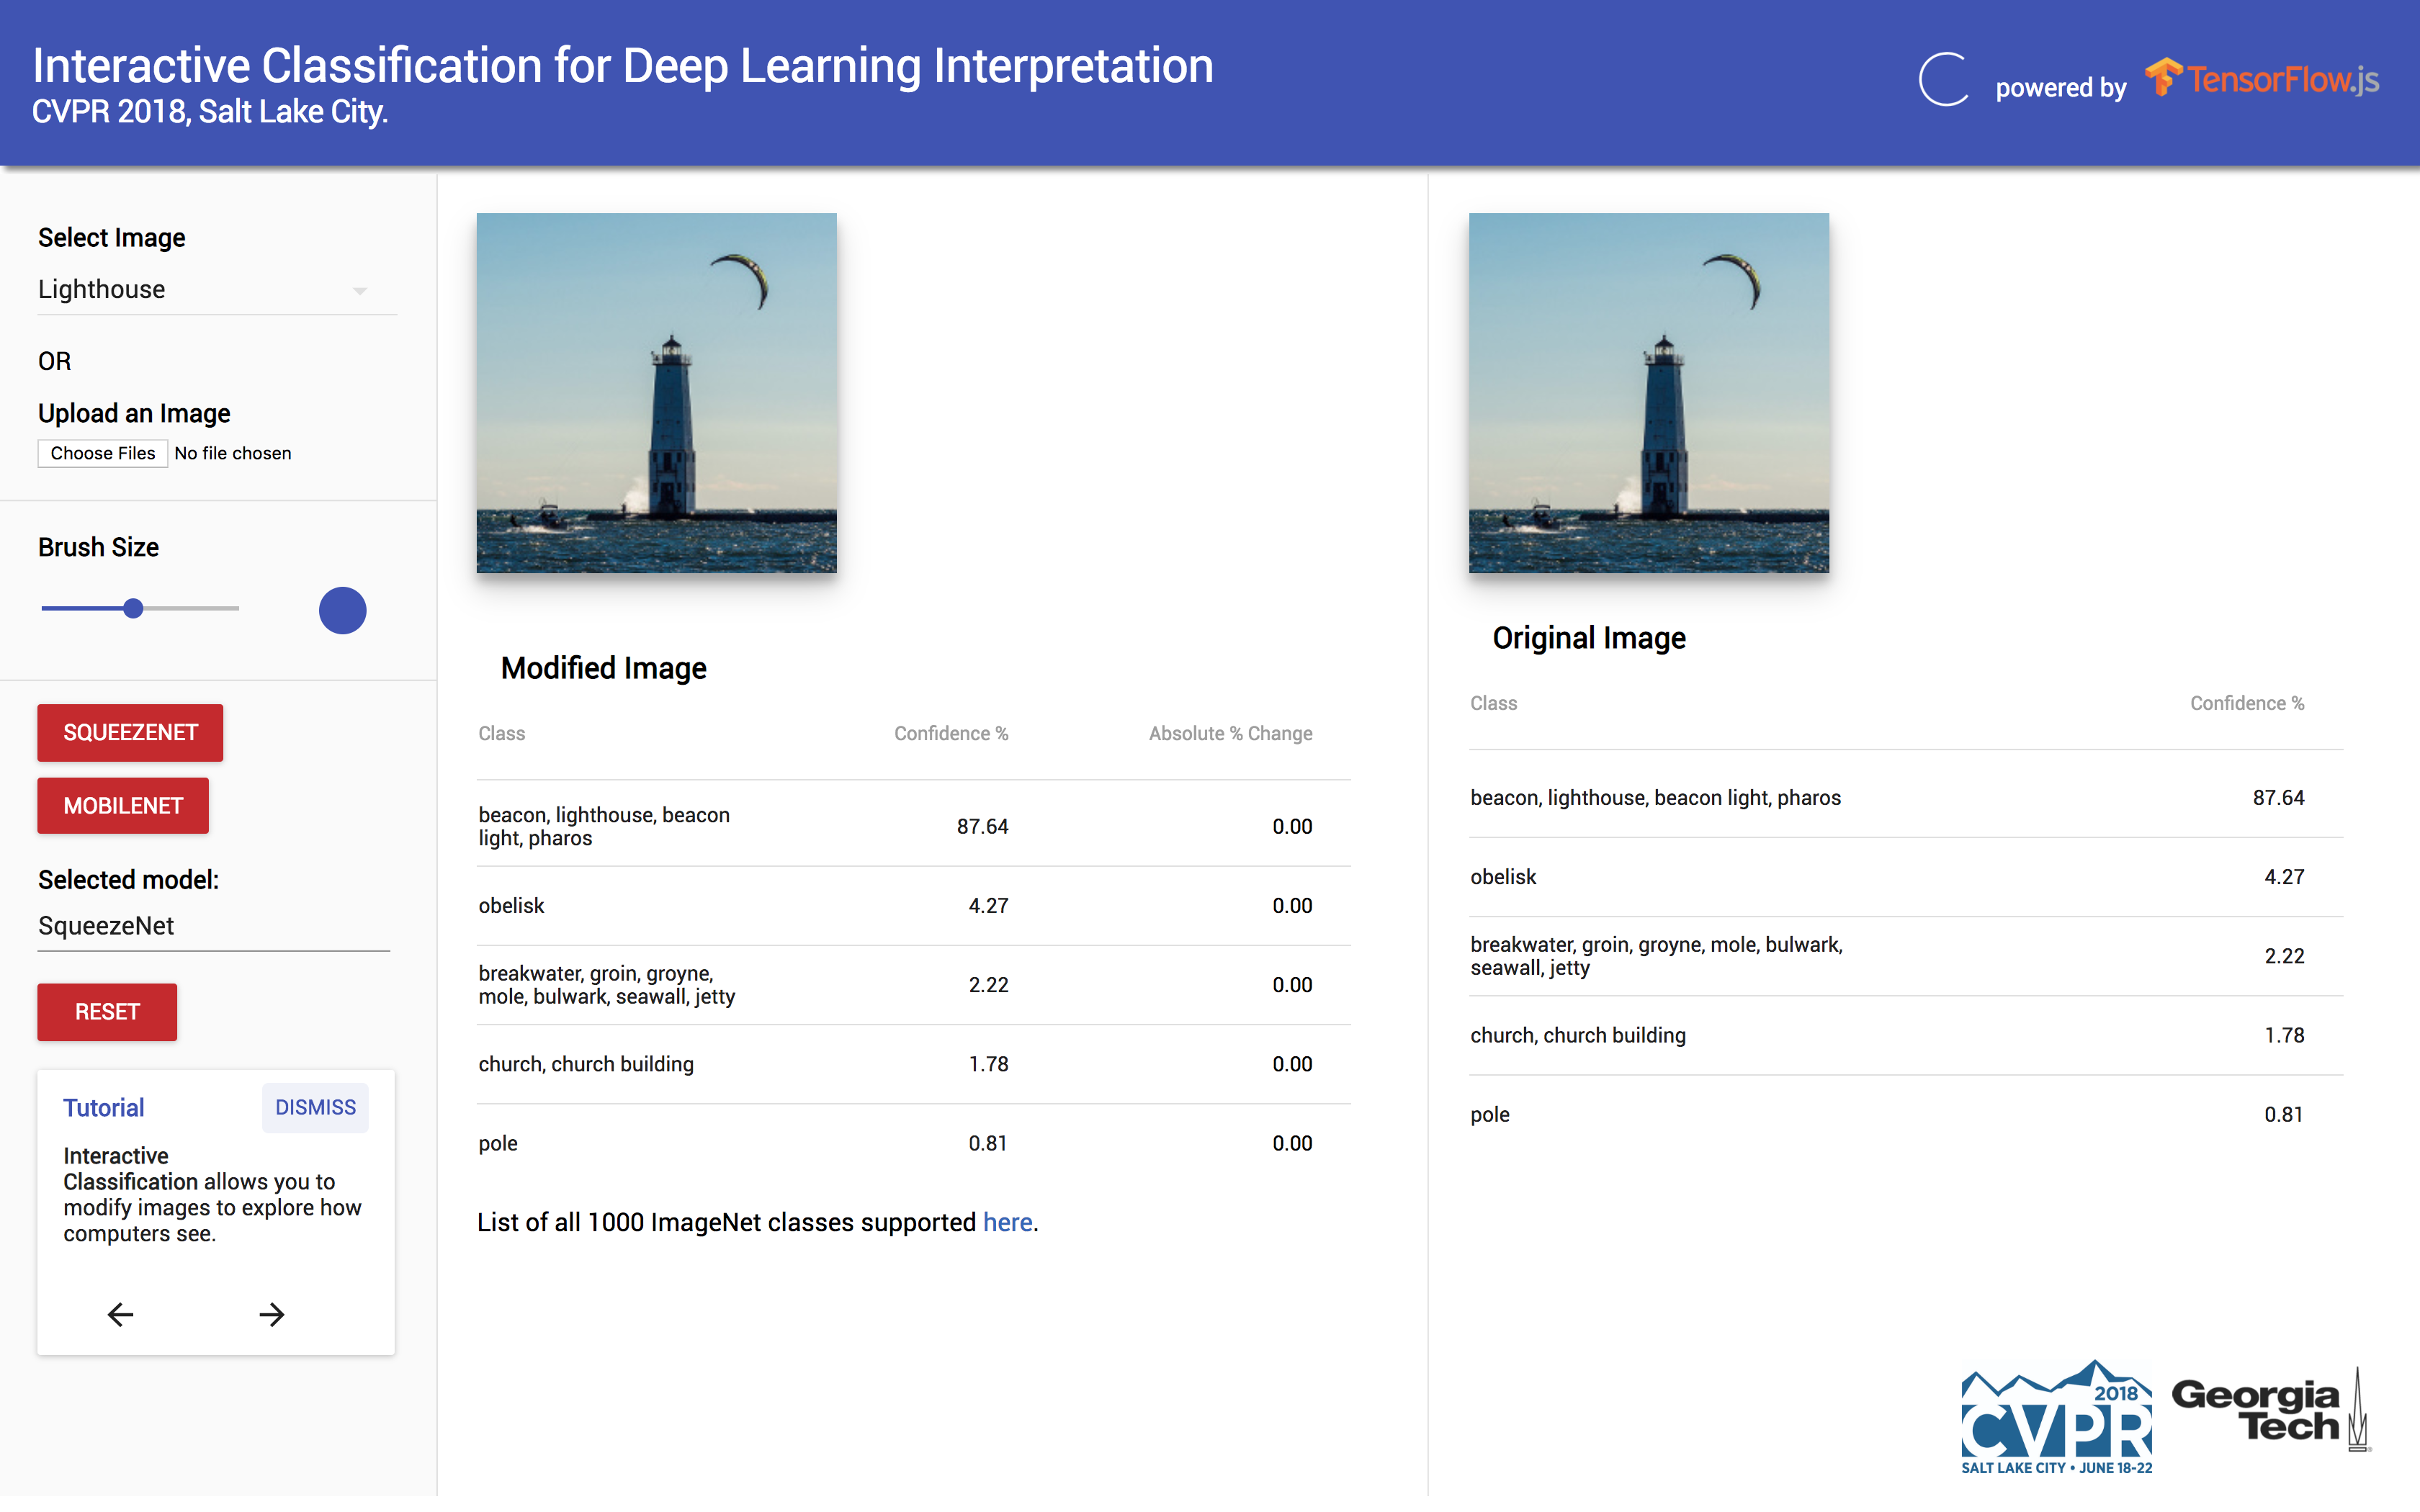 Interactive Classification for Deep Learning Interpretation
CVPR 2018, Salt Lake City.
powered by TensorFlow.js
Select Image
Lighthouse
OR
Upload an Image
Choose Files No file chosen
Brush Size
SQUEEZENET
MOBILENET
Selected model:
SqueezeNet
RESET
Tutorial DISMISS
Interactive
Classification allows you to
modify images to explore how
computers see.
Modified Image
Class Confidence % Absolute % Change
beacon, lighthouse, beacon
light, pharos 87.64 0.00
obelisk 4.27 0.00
breakwater, groin, groyne,
mole, bulwark, seawall, jetty 2.22 0.00
church, church building 1.78 0.00
pole 0.81 0.00
List of all 1000 ImageNet classes supported here.
Original Image
Class Confidence %
beacon, lighthouse, beacon light, pharos 87.64
obelisk 4.27
breakwater, groin, groyne, mole, bulwark,
seawall, jetty 2.22
church, church building 1.78
pole 0.81
2018
CVPR
SALT LAKE CITY • JUNE 18-22
Georgia
Tech